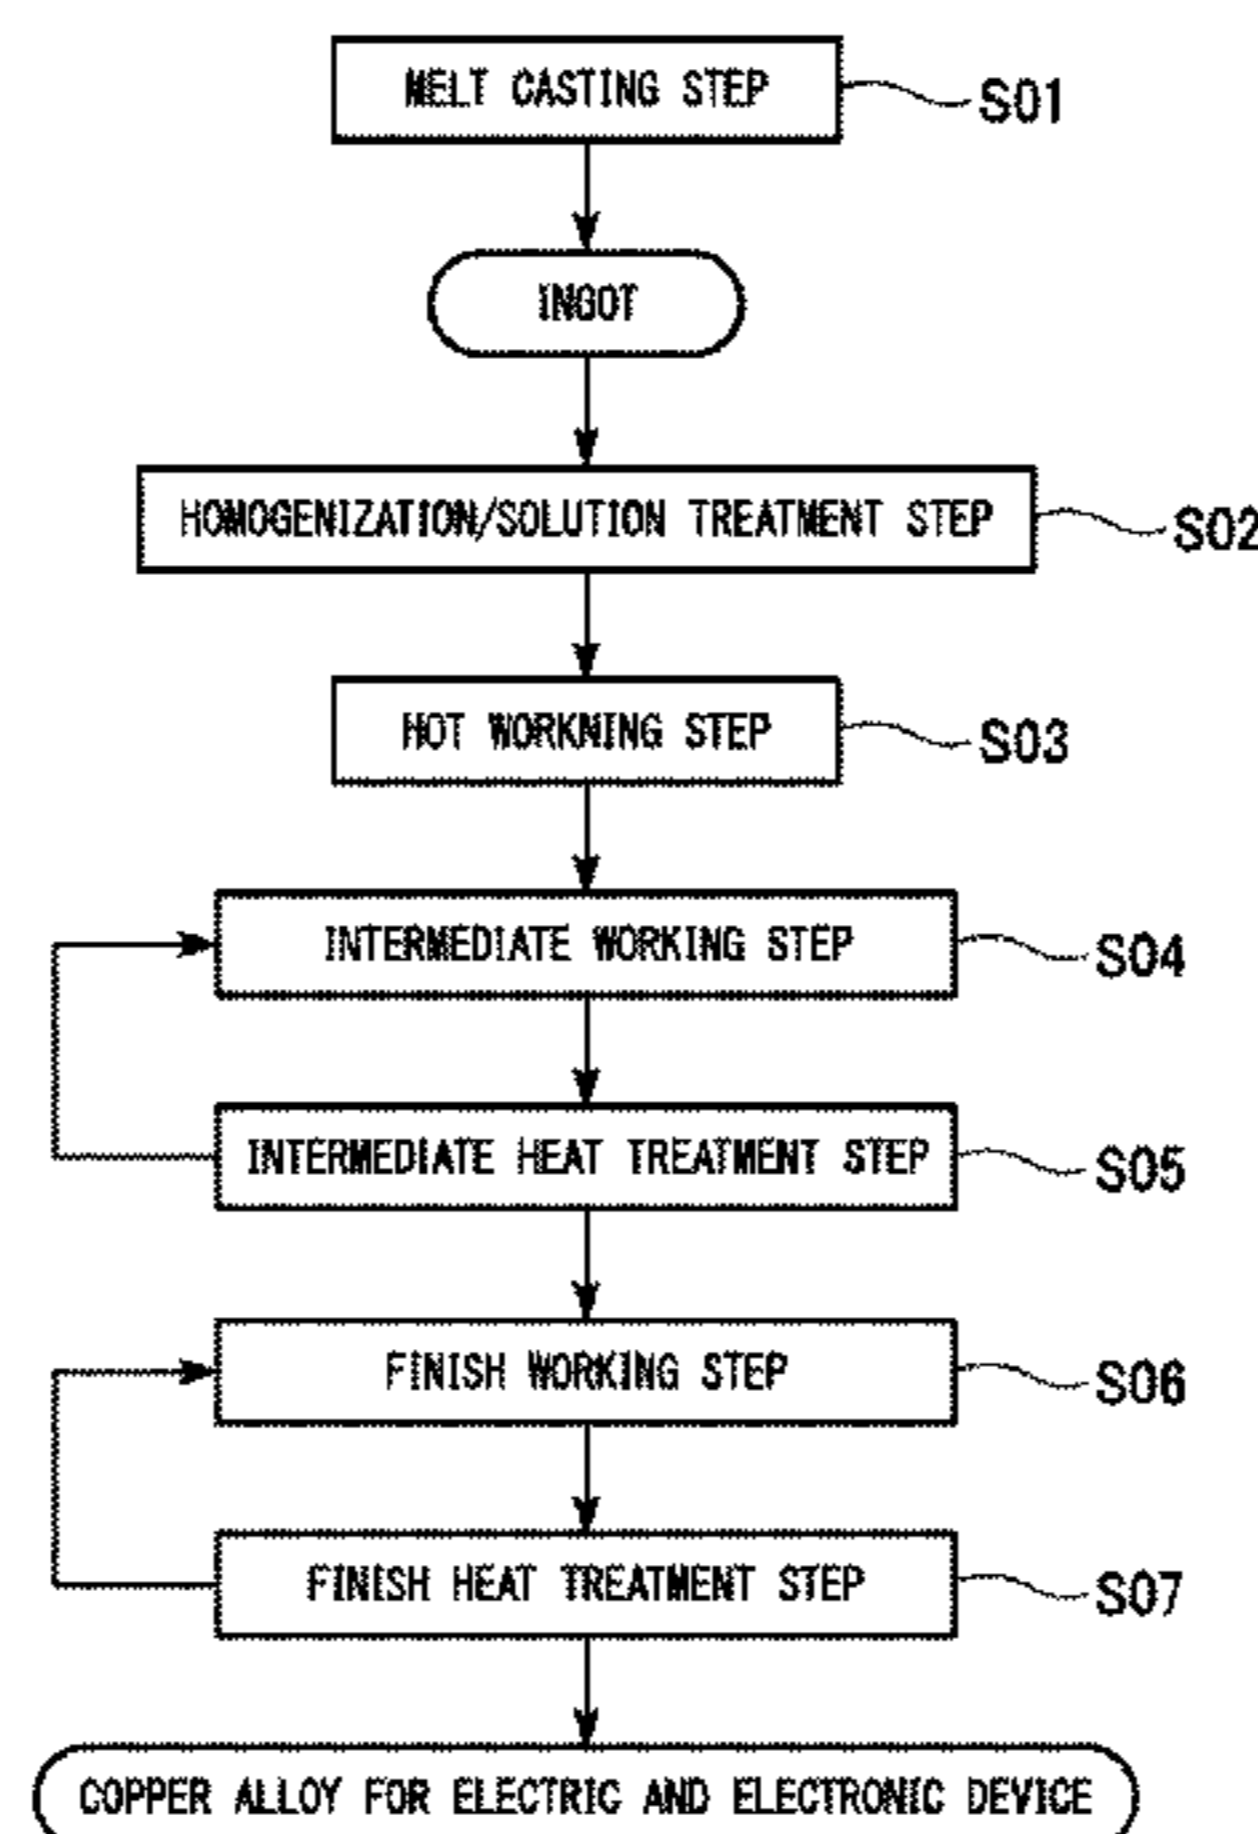 MELT CASTING STEP
S01
INGOT
HOMOGENIZATION/SOLUTION TREATMENT STEP
S02
HOT WORKNING STEP
S03
INTERMEDIATE WORKING STEP
S04
INTERMEDIATE HEAT TREATMENT STEP
S05
FINISH WORKING STEP
S06
FINISH HEAT TREATMENT STEP
S07
COPPER ALLOY FOR ELECTRIC AND ELECTRONIC DEVICE